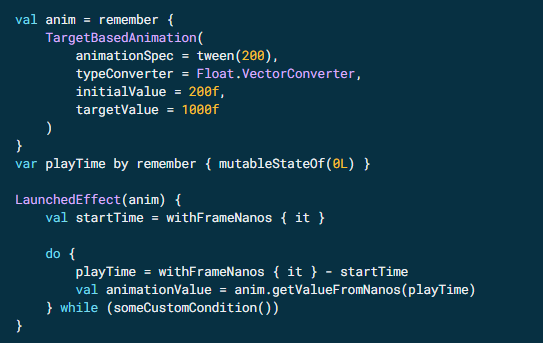 val anim = remember {
    TargetBasedAnimation(
        animationSpec = tween(200),
        typeConverter = Float.VectorConverter,
        initialValue = 200f,
        targetValue = 1000f
    )
}
var playTime by remember { mutableStateOf(0L) }

LaunchedEffect(anim) {
    val startTime = withFrameNanos { it }

    do {
        playTime = withFrameNanos { it } - startTime
        val animationValue = anim.getValueFromNanos(playTime)
    } while (someCustomCondition())
}